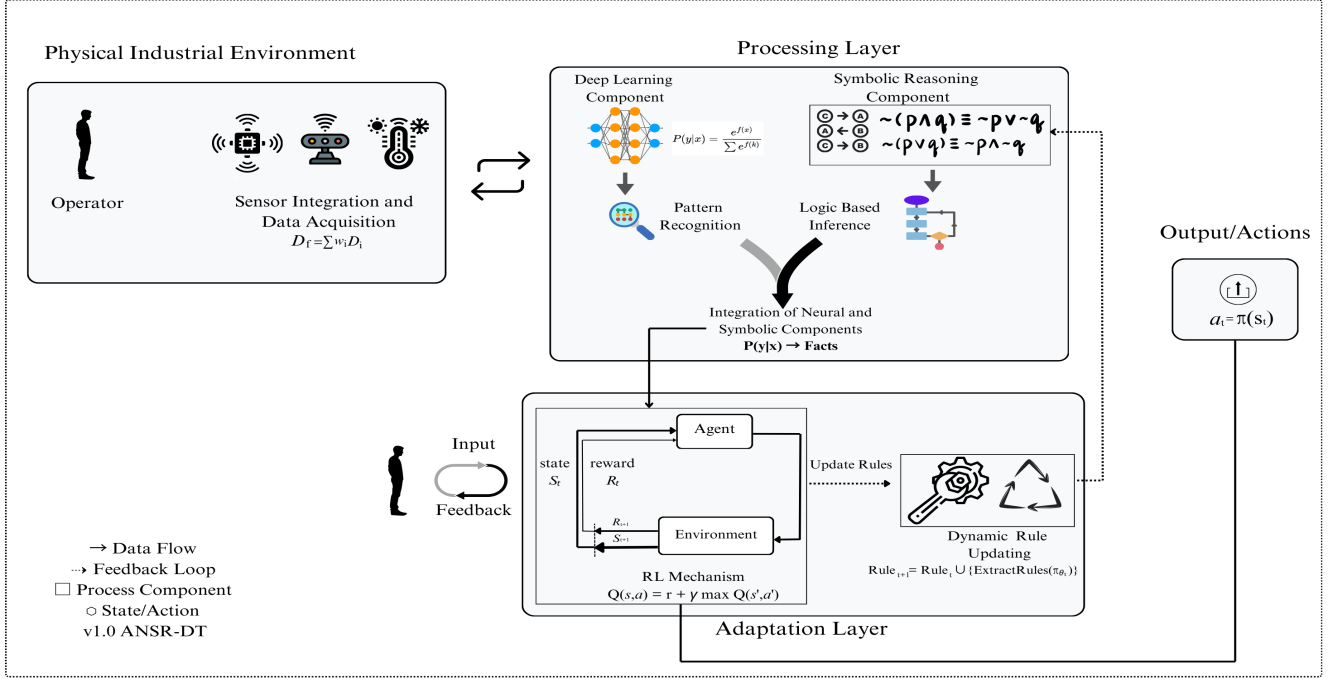 Physical Industrial Environment
Operator
Sensor Integration and
Data Acquisition
D_f=∑w_iD_i
Processing Layer
Deep Learning
Component
P(y|x) = e^{f(x)} / ∑ e^{f(k)}
Symbolic Reasoning
Component
C → A
A ← B
C → B
~(p∧q) ≡ ~p∨~q
~(p∨q) ≡ ~p∧~q
Pattern
Recognition
Logic Based
Inference
Integration of Neural and
Symbolic Components
P(y|x) → Facts
Output/Actions
a_t = π(s_t)
Input
Feedback
state
S_t
reward
R_t
Agent
R_{t+1}
S_{t+1}
Environment
RL Mechanism
Q(s,a) = r + γ max Q(s',a')
Update Rules
Dynamic Rule
Updating
Rule_{t+1}= Rule_t ∪ {ExtractRules(π_{θ_t})}
Adaptation Layer
→ Data Flow
⤏ Feedback Loop
□ Process Component
○ State/Action
v1.0 ANSR-DT